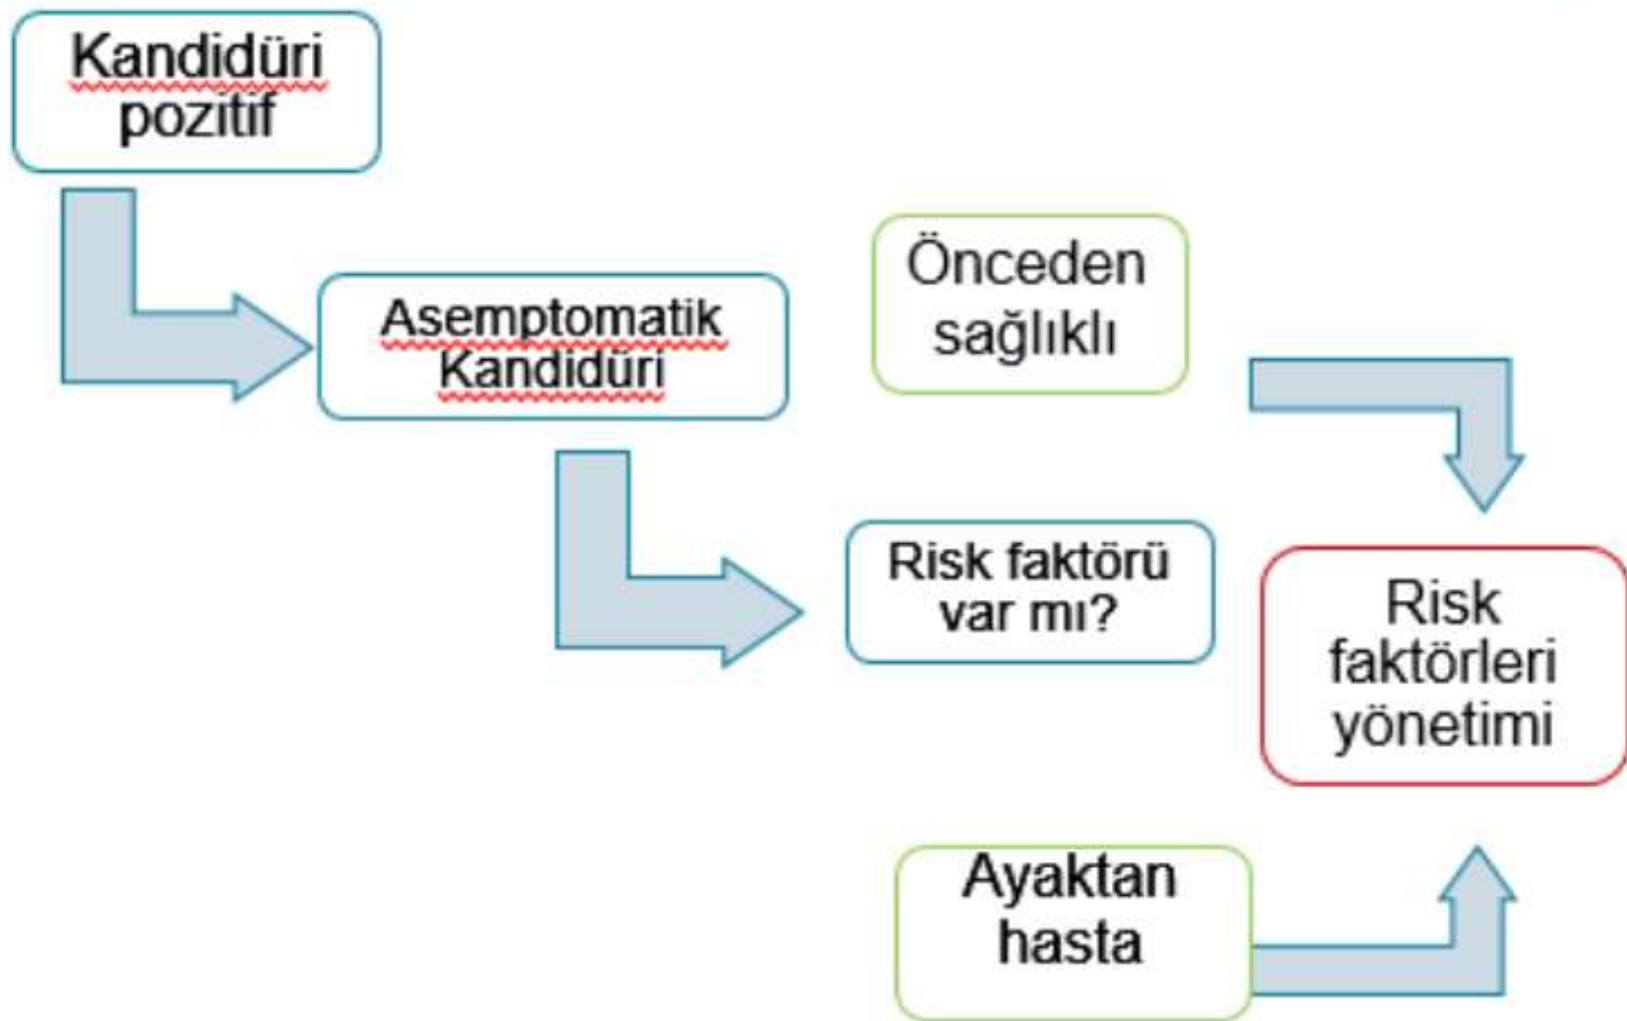 Kandidüri
pozitif
Asemptomatik
Kandidüri
Önceden
sağlıklı
Risk faktörü
var mı?
Risk
faktörleri
yönetimi
Ayaktan
hasta